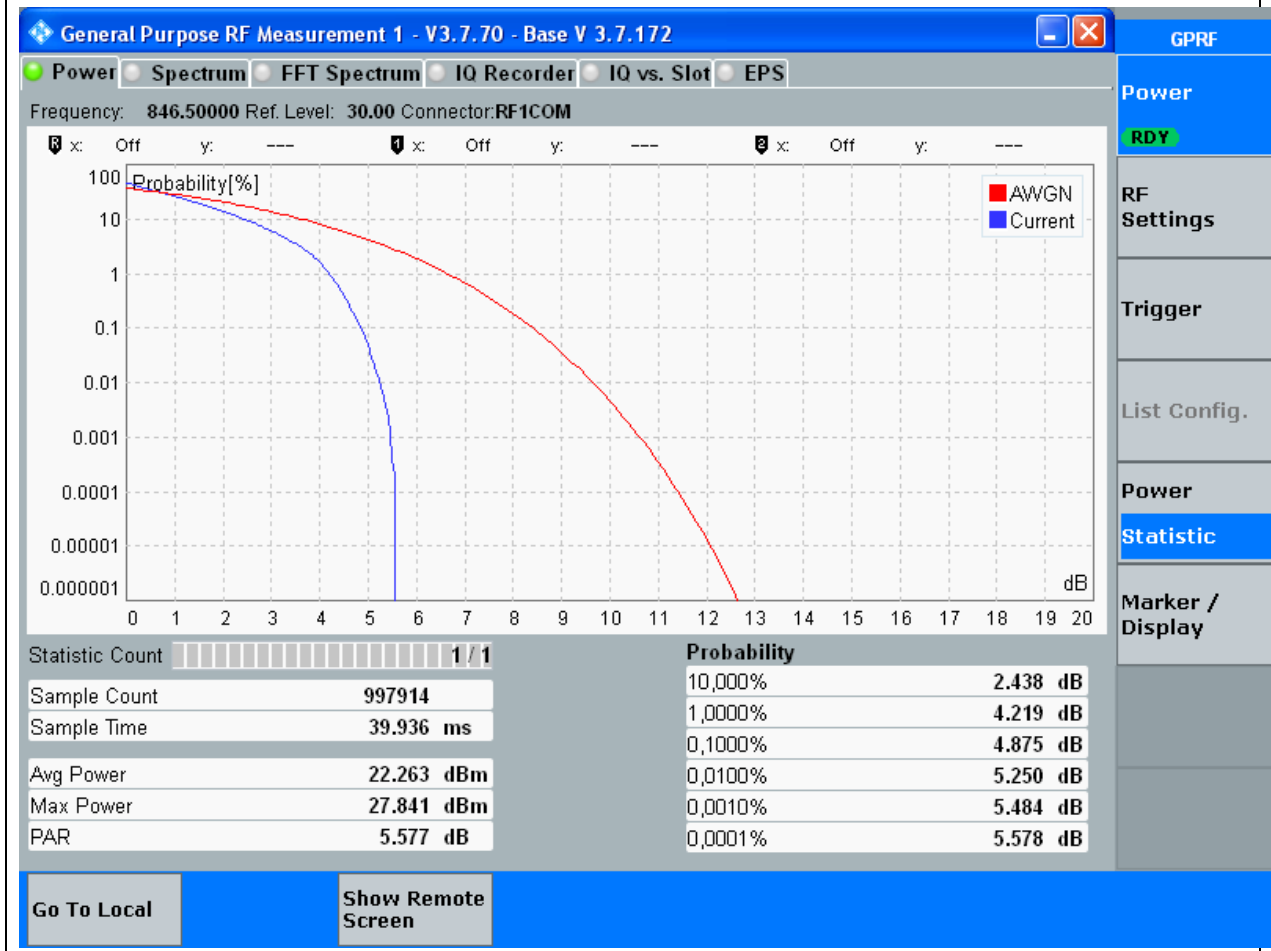 General Purpose RF Measurement 1 - V3.7.70 - Base V 3.7.172
GPRF
Power Spectrum FFT Spectrum IQ Recorder IQ vs. Slot EPS
Frequency: 846.50000 Ref. Level: 30.00 Connector:RF1COM
R x: Off y: --- 1 x: Off y: --- 2 x: Off y: ---
Probability[%]
AWGN
Current
100
10
1
0.1
0.01
0.001
0.0001
0.00001
0.000001
dB
0 1 2 3 4 5 6 7 8 9 10 11 12 13 14 15 16 17 18 19 20
Statistic Count 1 / 1
Sample Count 997914
Sample Time 39.936 ms
Avg Power 22.263 dBm
Max Power 27.841 dBm
PAR 5.577 dB
Probability
10,000% 2.438 dB
1,0000% 4.219 dB
0,1000% 4.875 dB
0,0100% 5.250 dB
0,0010% 5.484 dB
0,0001% 5.578 dB
Power
RDY
RF
Settings
Trigger
List Config.
Power
Statistic
Marker /
Display
Go To Local
Show Remote
Screen